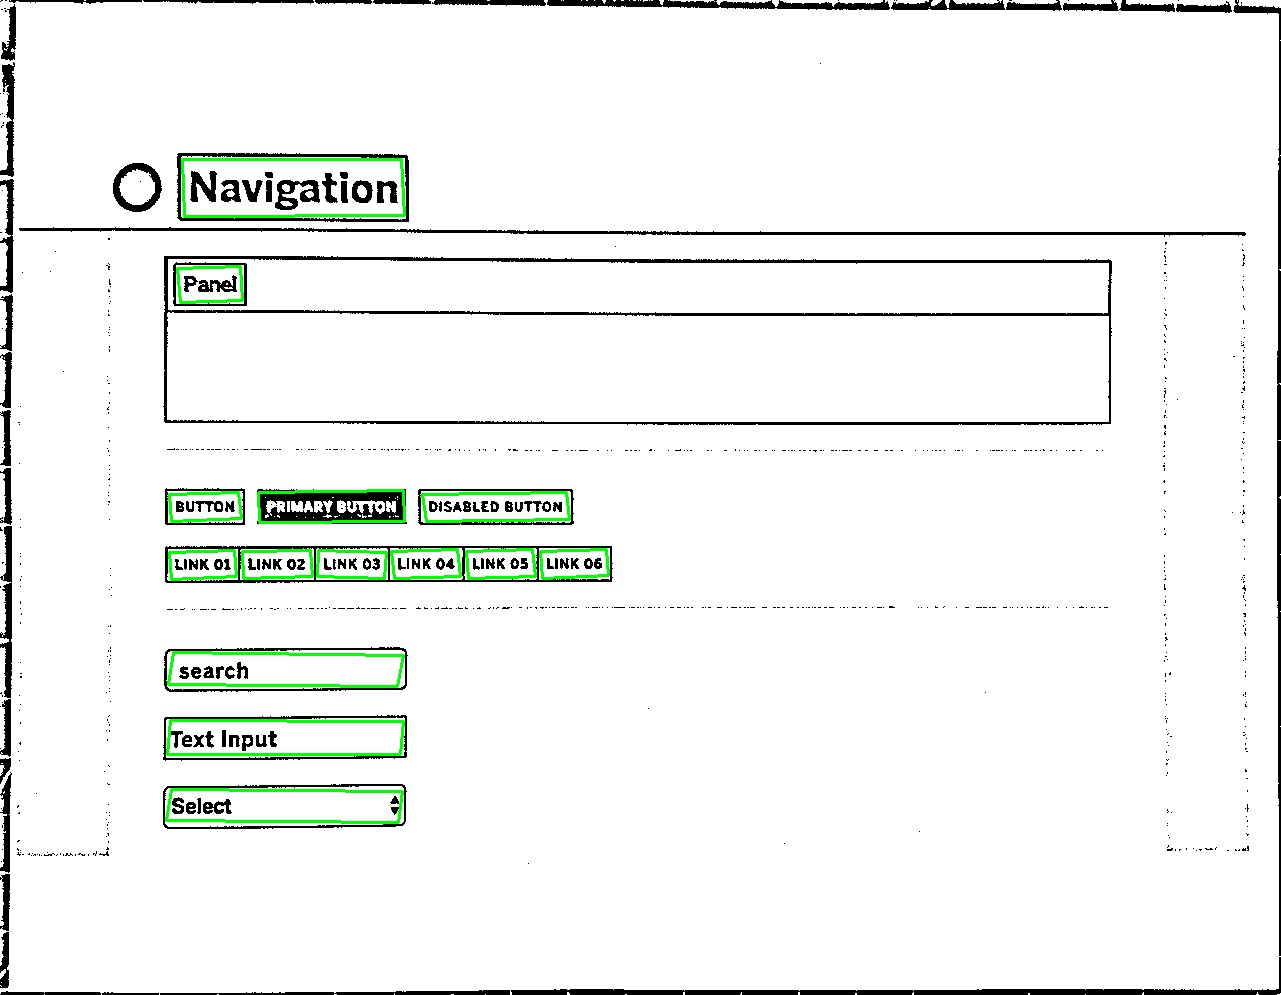 Navigation
Panel
BUTTON PRIMARY BUTTON DISABLED BUTTON
LINK 01 LINK 02 LINK 03 LINK 04 LINK 05 LINK 06
search
Text Input
Select